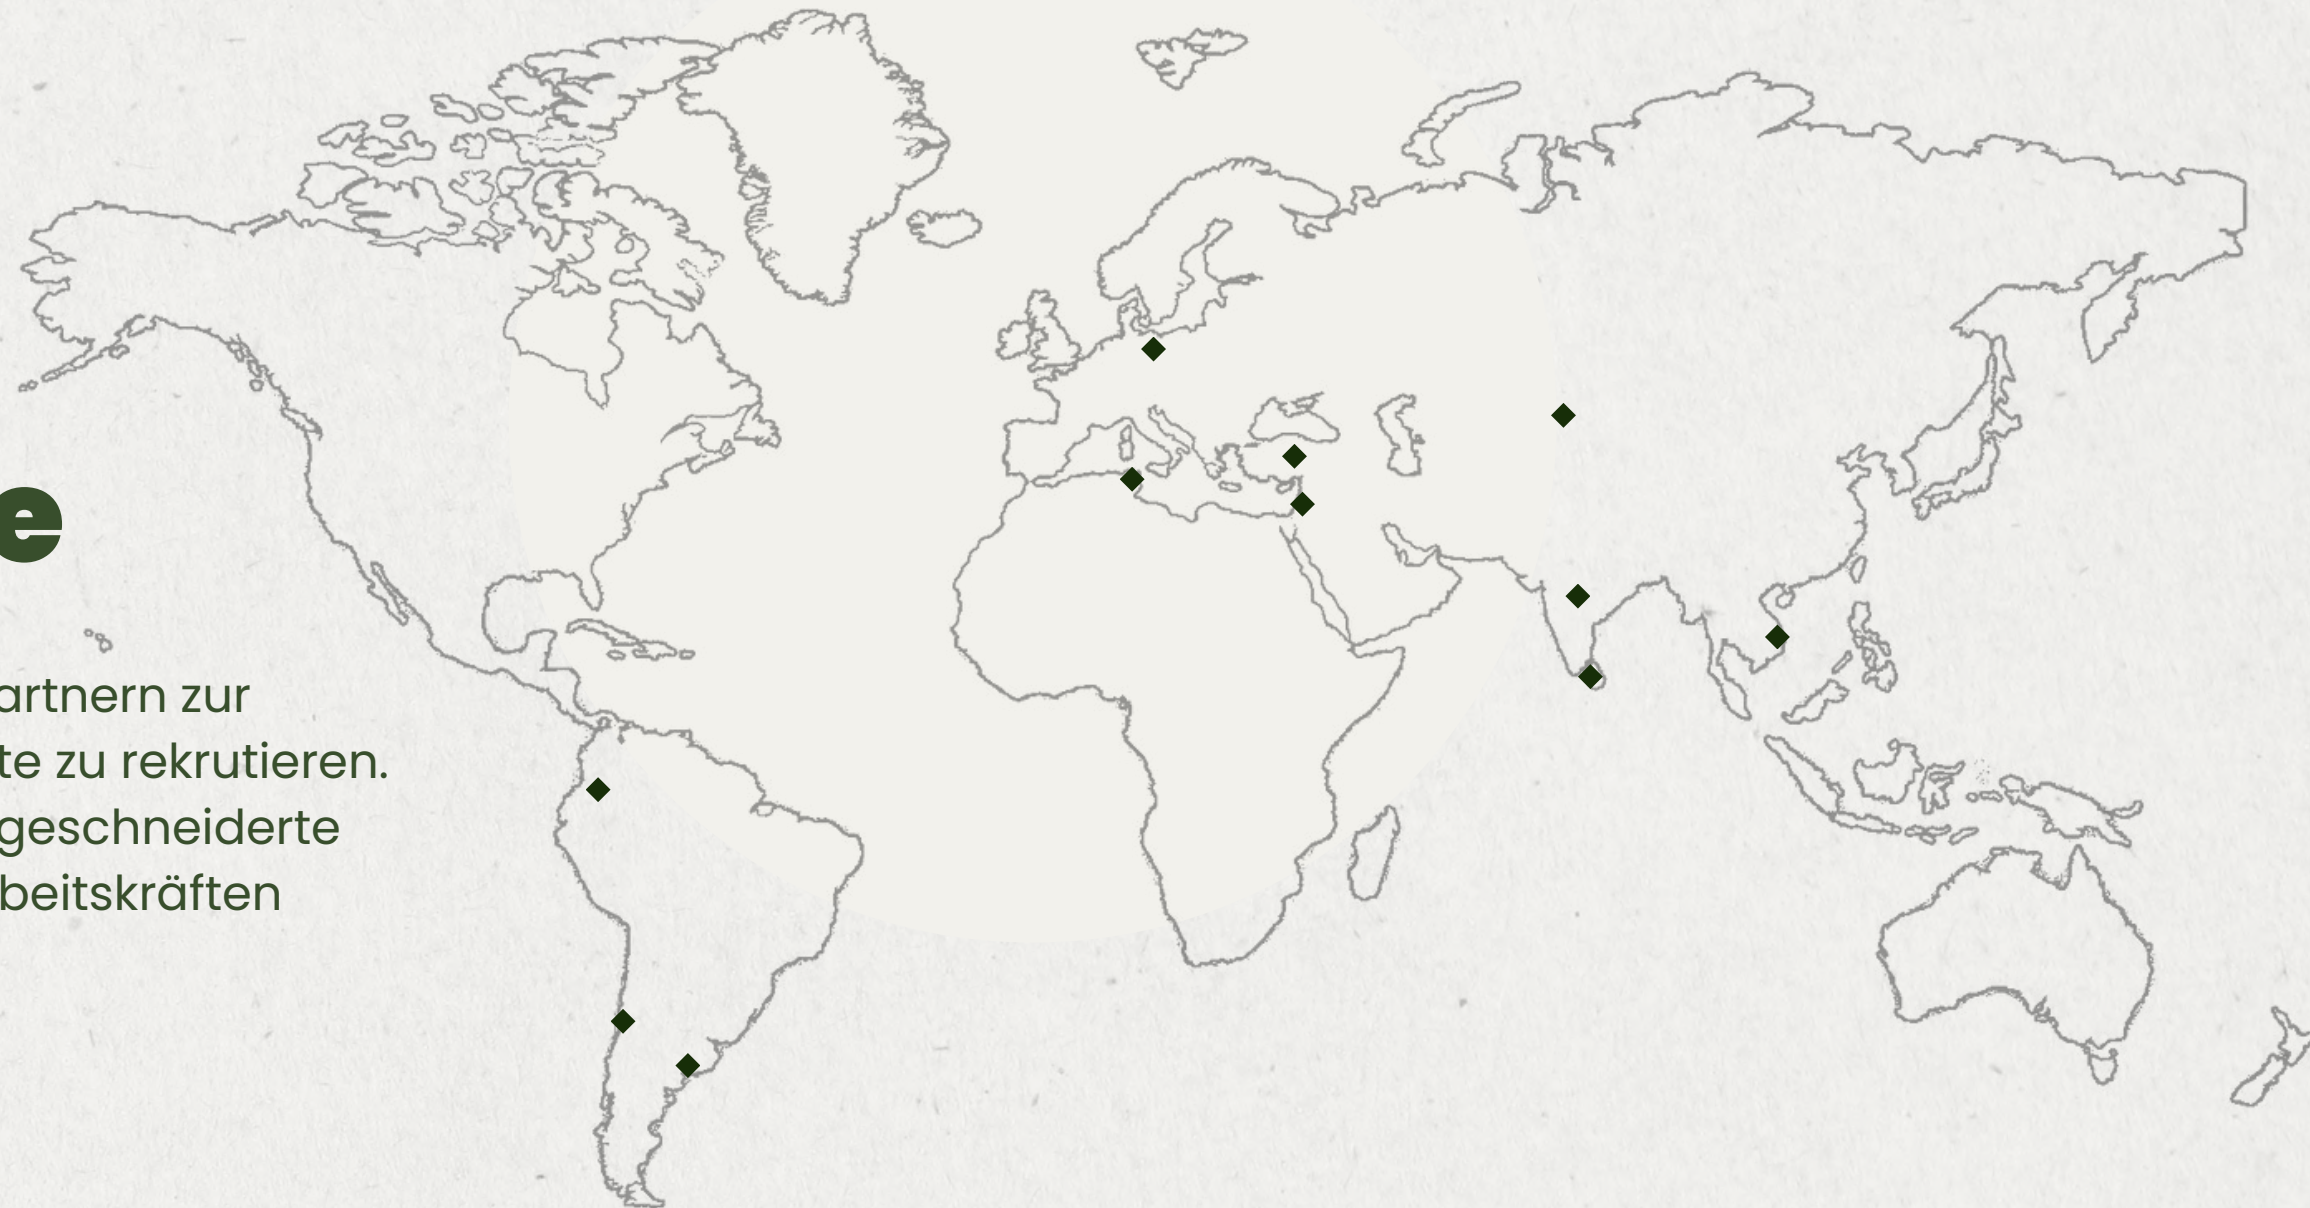 e
artnern zur
te zu rekrutieren.
geschneiderte
beitskräften